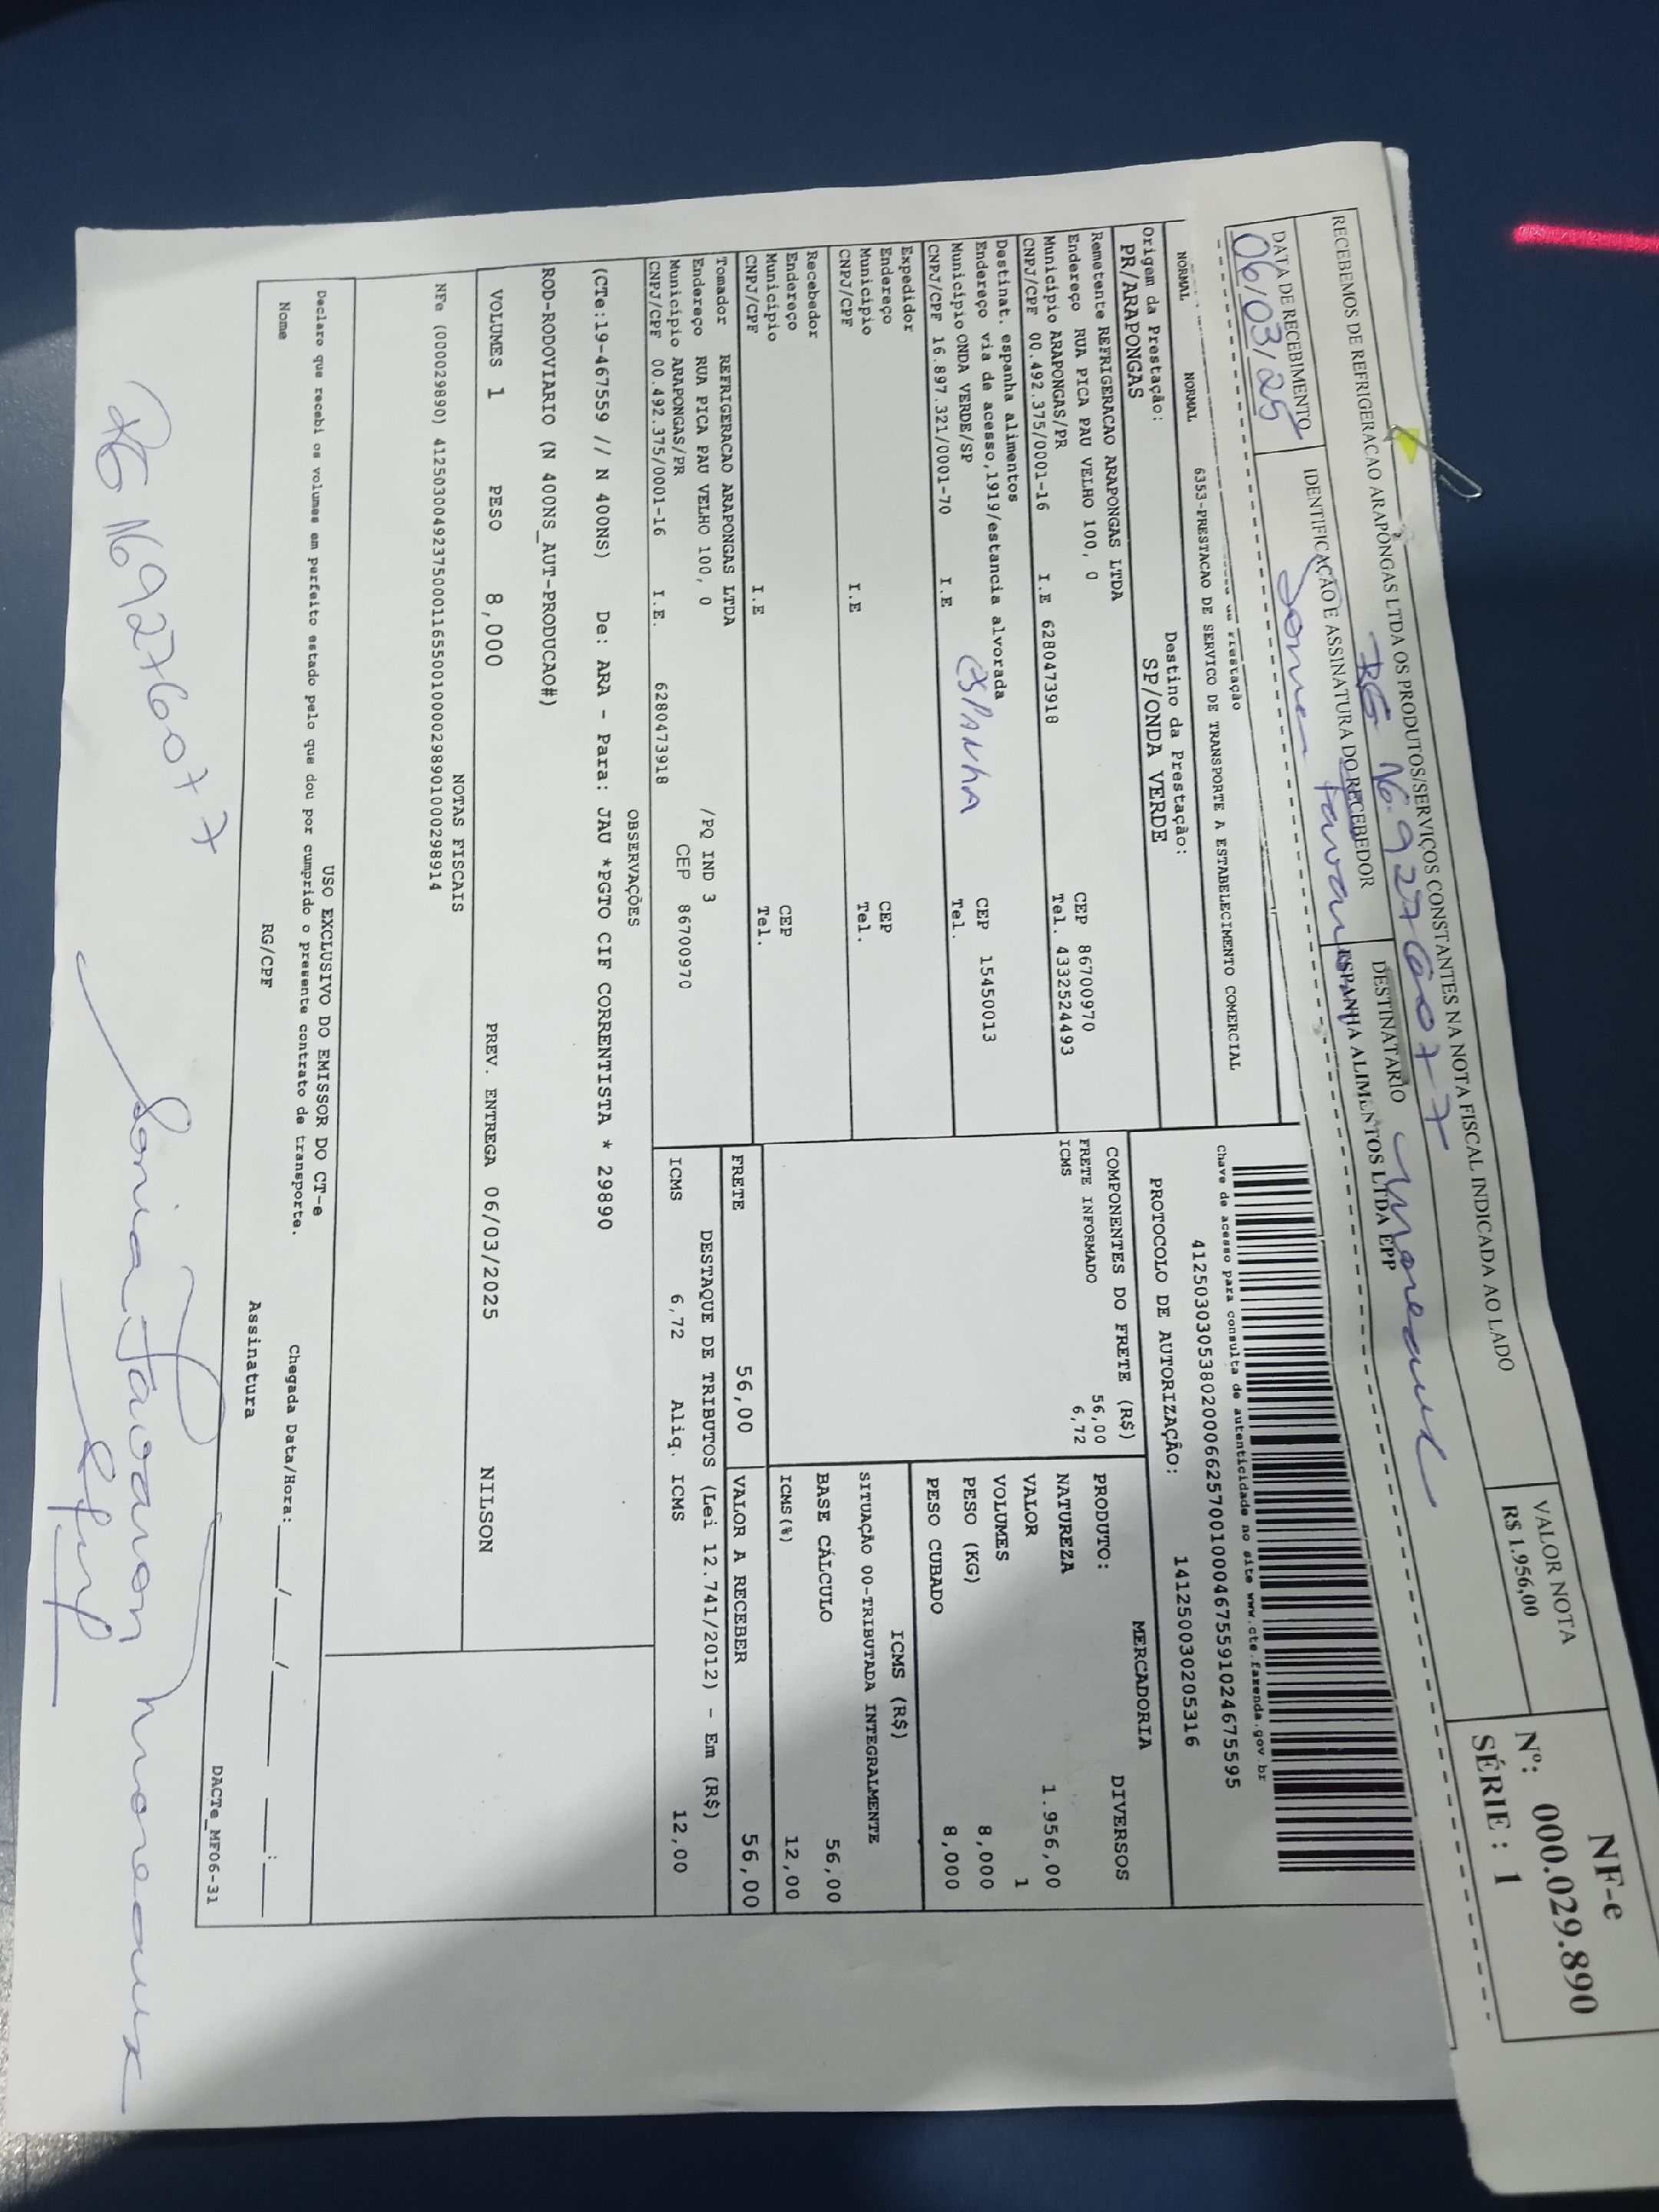 RECEBEMOS DE REFRIGERACAO ARAPONGAS LTDA OS PRODUTOS/SERVIÇOS CONSTANTES NA NOTA FISCAL INDICADA AO LADO
VALOR NOTA
R$ 1.956,00
NF-e
Nº: 000.029.890
SÉRIE : 1
DATA DE RECEBIMENTO
06/03/25
IDENTIFICAÇÃO E ASSINATURA DO RECEBEDOR
DESTINATARIO
ESPANHA ALIMENTOS LTDA EPP
RG 16.927607-7
NORMAL NORMAL 6353-PRESTACAO DE SERVICO DE TRANSPORTE A ESTABELECIMENTO COMERCIAL
Chave de acesso para consulta de autenticidade no site www.cte.fazenda.gov.br
41250303053802000662570010004675591024675595
Origem da Prestação:
PR/ARAPONGAS
Destino da Prestação:
SP/ONDA VERDE
PROTOCOLO DE AUTORIZAÇÃO: 141250030205316
Remetente REFRIGERACAO ARAPONGAS LTDA
Endereço RUA PICA PAU VELHO 100, 0 CEP 86700970
Município ARAPONGAS/PR Tel. 4332524493
CNPJ/CPF 00.492.375/0001-16 I.E 6280473918
Destinat. espanha alimentos
Endereço via de acesso,1919/estancia alvorada CEP 15450013
Município ONDA VERDE/SP Tel.
CNPJ/CPF 16.897.321/0001-70 I.E
ESPANHA
Expedidor
Endereço CEP
Município Tel.
CNPJ/CPF I.E
Recebedor
Endereço CEP
Município Tel.
CNPJ/CPF I.E
Tomador REFRIGERACAO ARAPONGAS LTDA
Endereço RUA PICA PAU VELHO 100, 0 /PQ IND 3
Município ARAPONGAS/PR CEP 86700970
CNPJ/CPF 00.492.375/0001-16 I.E. 6280473918
COMPONENTES DO FRETE (R$)
FRETE INFORMADO 56,00
ICMS 6,72
MERCADORIA
PRODUTO: DIVERSOS
NATUREZA
VALOR 1.956,00
VOLUMES 1
PESO (KG) 8,000
PESO CUBADO 8,000
ICMS (R$)
SITUAÇÃO 00-TRIBUTADA INTEGRALMENTE
BASE CÁLCULO 56,00
ICMS(%) 12,00
FRETE 56,00
VALOR A RECEBER 56,00
DESTAQUE DE TRIBUTOS (Lei 12.741/2012) - Em (R$)
ICMS 6,72 Aliq. ICMS 12,00
OBSERVAÇÕES
(CTe:19-467559 // N 400NS) De: ARA - Para: JAU *PGTO CIF CORRENTISTA * 29890
ROD-RODOVIARIO (N 400NS_AUT-PRODUCAO#)
VOLUMES 1 PESO 8,000 PREV. ENTREGA 06/03/2025 NILSON
NOTAS FISCAIS
NFe (000029890) 41250300492375000116550010000298901000298914
USO EXCLUSIVO DO EMISSOR DO CT-e
Declaro que recebi os volumes em perfeito estado pelo que dou por cumprido o presente contrato de transporte.
Nome RG/CPF Assinatura Chegada Data/Hora: / / :
DACTe_MF06-31
RG 16927607-7
Sonia